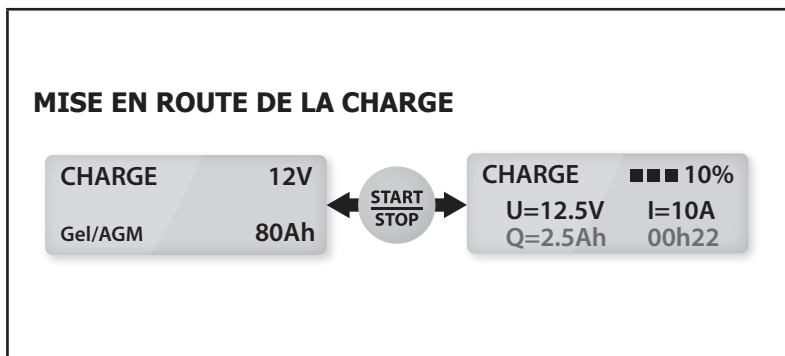 MISE EN ROUTE DE LA CHARGE
CHARGE 12V
Gel/AGM 80Ah
START
STOP
CHARGE 10%
U=12.5V I=10A
Q=2.5Ah 00h22